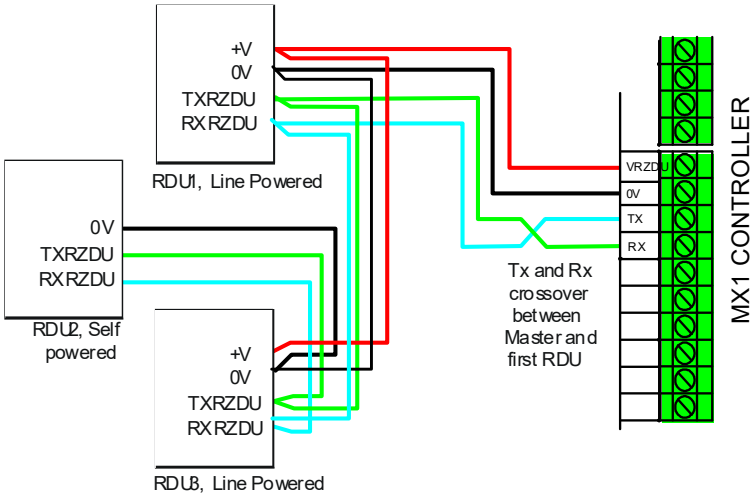 +V
0V
TXRZDU
RXRZDU
RDU1, Line Powered
0V
TXRZDU
RXRZDU
RDU2, Self
powered
+V
0V
TXRZDU
RXRZDU
RDU3, Line Powered
VRZDU
0V
TX
RX
Tx and Rx
crossover
between
Master and
first RDU
MX1 CONTROLLER